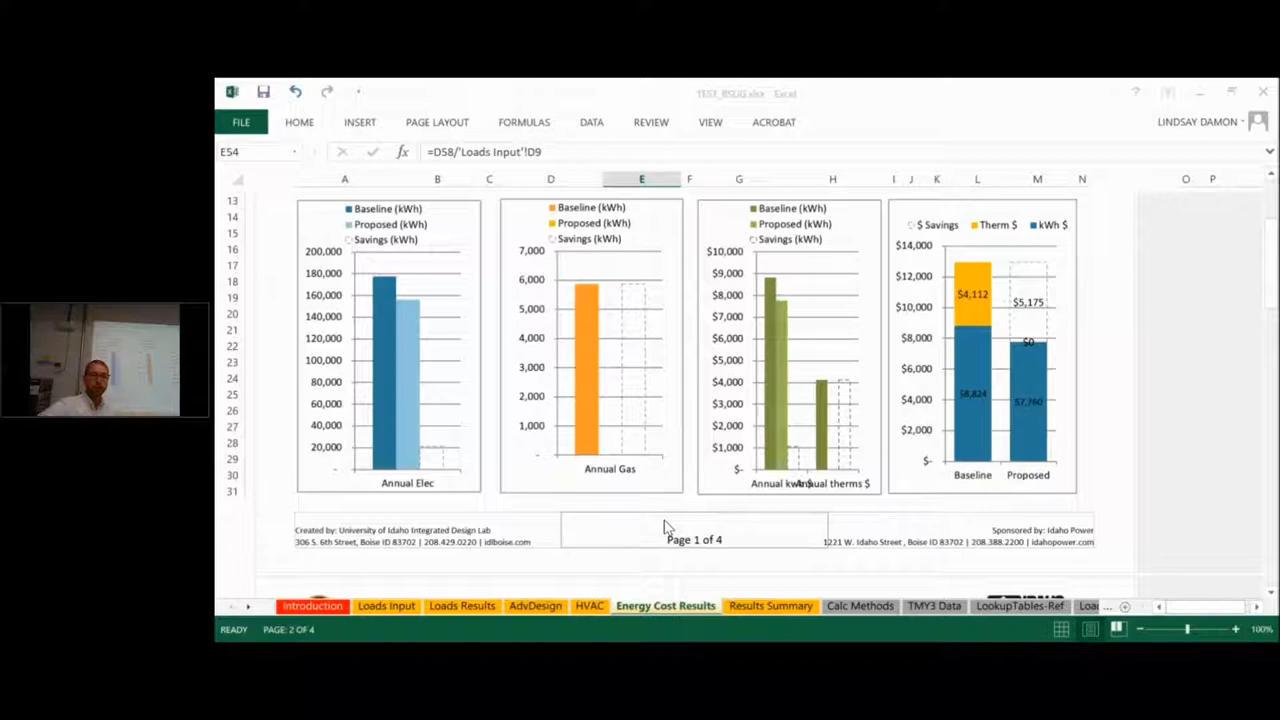 TEST_RSUG.xlsx - Excel
FILE HOME INSERT PAGE LAYOUT FORMULAS DATA REVIEW VIEW ACROBAT LINDSAY DAMON
E54 fx =D58/'Loads Input'!D9
A B C D E F G H I J K L M N O P
13
14
15
16
17
18
19
20
21
22
23
24
25
26
27
28
29
30
31
Baseline (kWh)
Proposed (kWh)
Savings (kWh)
200,000
180,000
160,000
140,000
120,000
100,000
80,000
60,000
40,000
20,000
-
Annual Elec
Baseline (kWh)
Proposed (kWh)
Savings (kWh)
7,000
6,000
5,000
4,000
3,000
2,000
1,000
-
Annual Gas
Baseline (kWh)
Proposed (kWh)
Savings (kWh)
$10,000
$9,000
$8,000
$7,000
$6,000
$5,000
$4,000
$3,000
$2,000
$1,000
$-
Annual kwh $ Annual therms $
$ Savings Therm $ kWh $
$14,000
$12,000
$10,000
$8,000
$6,000
$4,000
$2,000
$-
$4,112
$8,824
$5,175
$0
$7,760
Baseline Proposed
Created by: University of Idaho Integrated Design Lab
306 S. 6th Street, Boise ID 83702 | 208.429.0220 | idlboise.com
Page 1 of 4
Sponsored by: Idaho Power
1221 W. Idaho Street , Boise ID 83702 | 208.388.2200 | idahopower.com
Introduction Loads Input Loads Results AdvDesign HVAC Energy Cost Results Results Summary Calc Methods TMY3 Data LookupTables-Ref Load ...
READY PAGE: 2 OF 4 100%